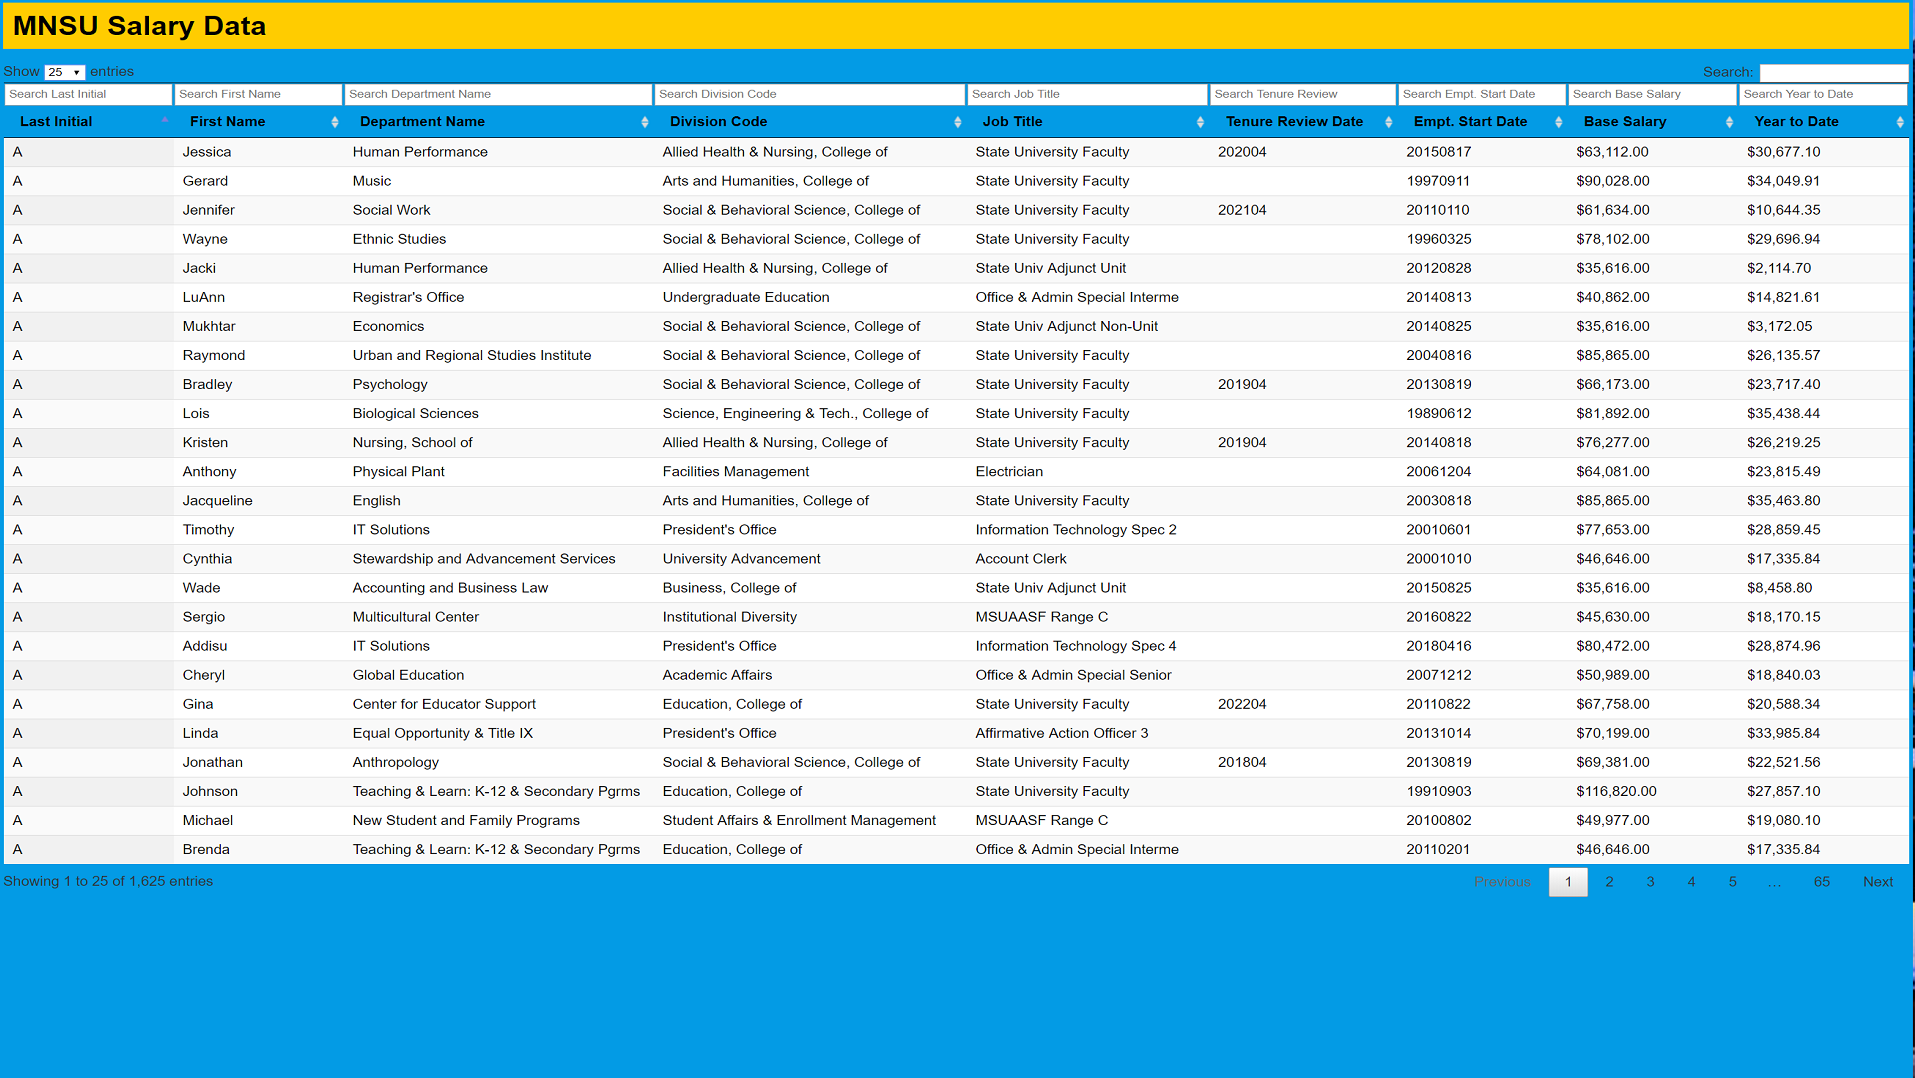 MNSU Salary Data
Show 25 entries Search:
Search Last Initial Search First Name Search Department Name Search Division Code Search Job Title Search Tenure Review Search Empt. Start Date Search Base Salary Search Year to Date
Last Initial First Name Department Name Division Code Job Title Tenure Review Date Empt. Start Date Base Salary Year to Date
A Jessica Human Performance Allied Health & Nursing, College of State University Faculty 202004 20150817 $63,112.00 $30,677.10
A Gerard Music Arts and Humanities, College of State University Faculty 19970911 $90,028.00 $34,049.91
A Jennifer Social Work Social & Behavioral Science, College of State University Faculty 202104 20110110 $61,634.00 $10,644.35
A Wayne Ethnic Studies Social & Behavioral Science, College of State University Faculty 19960325 $78,102.00 $29,696.94
A Jacki Human Performance Allied Health & Nursing, College of State Univ Adjunct Unit 20120828 $35,616.00 $2,114.70
A LuAnn Registrar's Office Undergraduate Education Office & Admin Special Interme 20140813 $40,862.00 $14,821.61
A Mukhtar Economics Social & Behavioral Science, College of State Univ Adjunct Non-Unit 20140825 $35,616.00 $3,172.05
A Raymond Urban and Regional Studies Institute Social & Behavioral Science, College of State University Faculty 20040816 $85,865.00 $26,135.57
A Bradley Psychology Social & Behavioral Science, College of State University Faculty 201904 20130819 $66,173.00 $23,717.40
A Lois Biological Sciences Science, Engineering & Tech., College of State University Faculty 19890612 $81,892.00 $35,438.44
A Kristen Nursing, School of Allied Health & Nursing, College of State University Faculty 201904 20140818 $76,277.00 $26,219.25
A Anthony Physical Plant Facilities Management Electrician 20061204 $64,081.00 $23,815.49
A Jacqueline English Arts and Humanities, College of State University Faculty 20030818 $85,865.00 $35,463.80
A Timothy IT Solutions President's Office Information Technology Spec 2 20010601 $77,653.00 $28,859.45
A Cynthia Stewardship and Advancement Services University Advancement Account Clerk 20001010 $46,646.00 $17,335.84
A Wade Accounting and Business Law Business, College of State Univ Adjunct Unit 20150825 $35,616.00 $8,458.80
A Sergio Multicultural Center Institutional Diversity MSUAASF Range C 20160822 $45,630.00 $18,170.15
A Addisu IT Solutions President's Office Information Technology Spec 4 20180416 $80,472.00 $28,874.96
A Cheryl Global Education Academic Affairs Office & Admin Special Senior 20071212 $50,989.00 $18,840.03
A Gina Center for Educator Support Education, College of State University Faculty 202204 20110822 $67,758.00 $20,588.34
A Linda Equal Opportunity & Title IX President's Office Affirmative Action Officer 3 20131014 $70,199.00 $33,985.84
A Jonathan Anthropology Social & Behavioral Science, College of State University Faculty 201804 20130819 $69,381.00 $22,521.56
A Johnson Teaching & Learn: K-12 & Secondary Pgrms Education, College of State University Faculty 19910903 $116,820.00 $27,857.10
A Michael New Student and Family Programs Student Affairs & Enrollment Management MSUAASF Range C 20100802 $49,977.00 $19,080.10
A Brenda Teaching & Learn: K-12 & Secondary Pgrms Education, College of Office & Admin Special Interme 20110201 $46,646.00 $17,335.84
Showing 1 to 25 of 1,625 entries Previous 1 2 3 4 5 … 65 Next